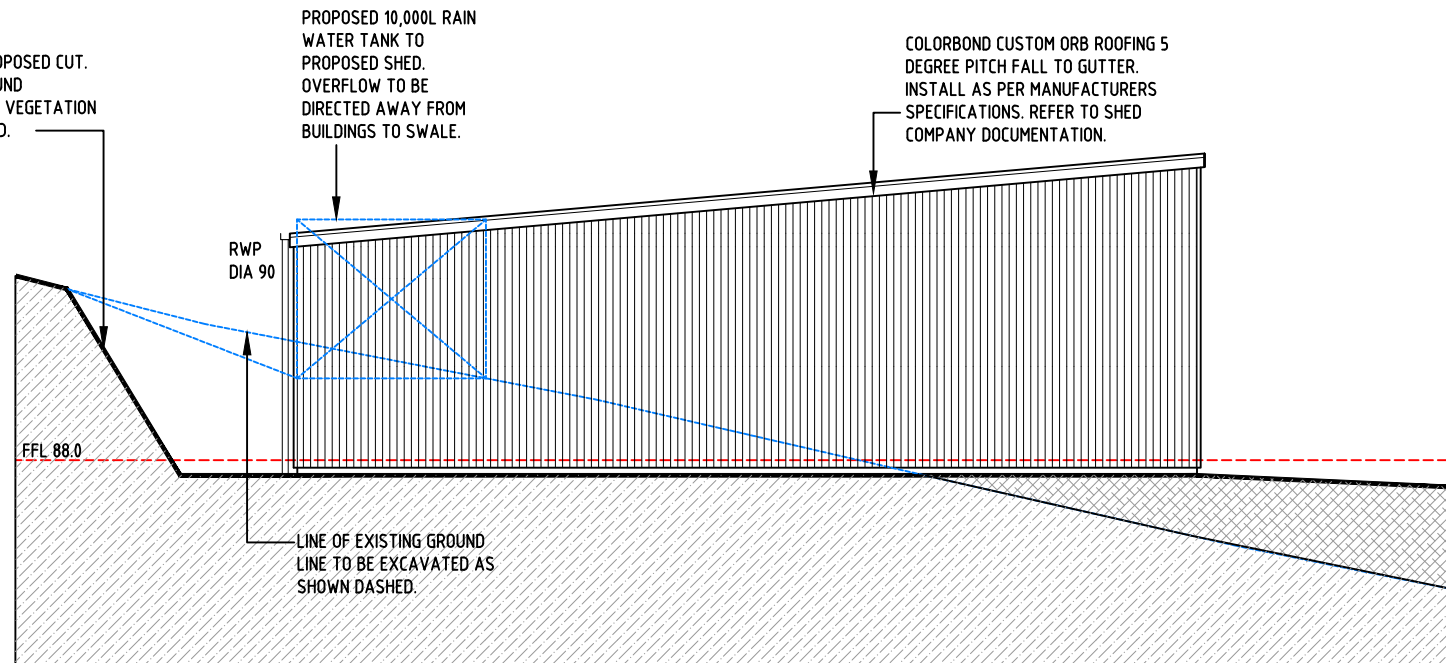 PROPOSED 10,000L RAIN
WATER TANK TO
PROPOSED SHED.
OVERFLOW TO BE
DIRECTED AWAY FROM
BUILDINGS TO SWALE.
CUT.
VEGETATION
COLORBOND CUSTOM ORB ROOFING 5
DEGREE PITCH FALL TO GUTTER.
INSTALL AS PER MANUFACTURERS
SPECIFICATIONS. REFER TO SHED
COMPANY DOCUMENTATION.
RWP
DIA 90
FFL 88.0
LINE OF EXISTING GROUND
LINE TO BE EXCAVATED AS
SHOWN DASHED.